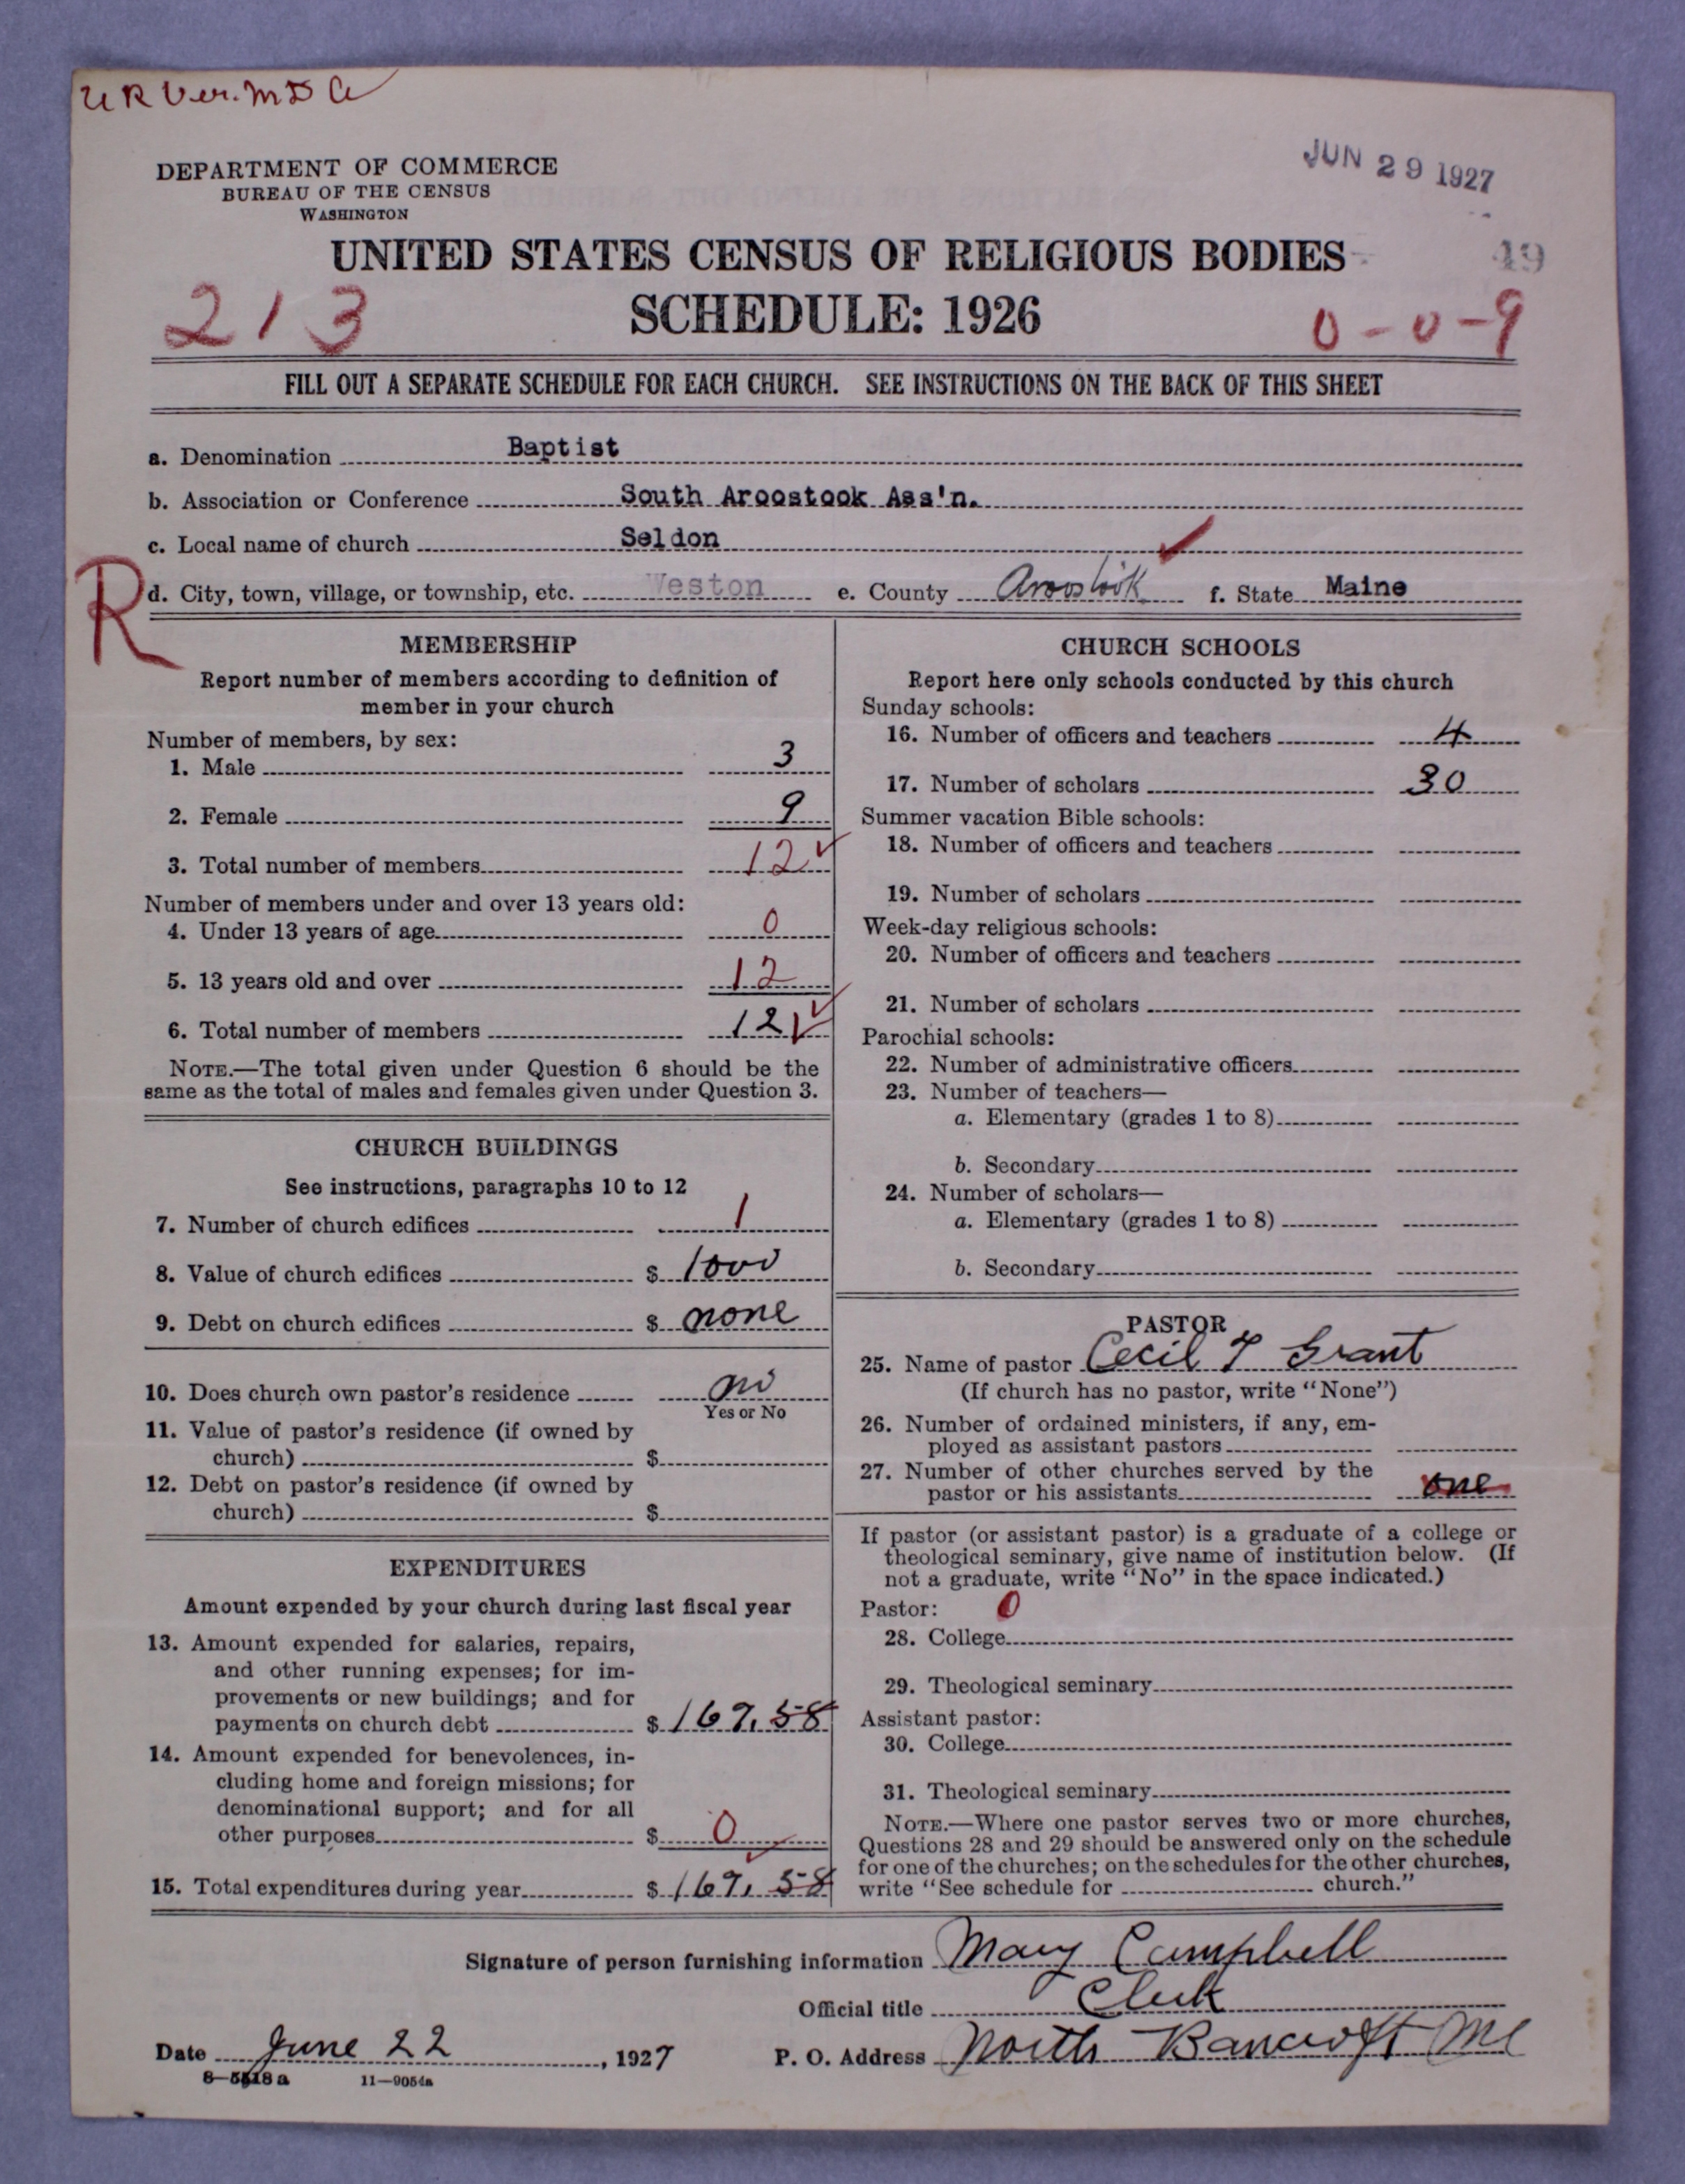 UR Ver. M D C
DEPARTMENT OF COMMERCE
BUREAU OF THE CENSUS
WASHINGTON
JUN 29 1927
UNITED STATES CENSUS OF RELIGIOUS BODIES
49
213
SCHEDULE: 1926
0-0-9
FILL OUT A SEPARATE SCHEDULE FOR EACH CHURCH. SEE INSTRUCTIONS ON THE BACK OF THIS SHEET
a. Denomination Baptist
b. Association or Conference South Aroostook Ass'n.
c. Local name of church Seldon
R
d. City, town, village, or township, etc. Weston e. County Aroostook f. State Maine
MEMBERSHIP
Report number of members according to definition of
member in your church
Number of members, by sex:
1. Male 3
2. Female 9
3. Total number of members 12
Number of members under and over 13 years old:
4. Under 13 years of age 0
5. 13 years old and over 12
6. Total number of members 12
NOTE.—The total given under Question 6 should be the
same as the total of males and females given under Question 3.
CHURCH BUILDINGS
See instructions, paragraphs 10 to 12
7. Number of church edifices 1
8. Value of church edifices $ 1000
9. Debt on church edifices $ none
10. Does church own pastor's residence no
Yes or No
11. Value of pastor's residence (if owned by
church) $
12. Debt on pastor's residence (if owned by
church) $
EXPENDITURES
Amount expended by your church during last fiscal year
13. Amount expended for salaries, repairs,
and other running expenses; for im-
provements or new buildings; and for
payments on church debt $ 167.58
14. Amount expended for benevolences, in-
cluding home and foreign missions; for
denominational support; and for all
other purposes $ 0
15. Total expenditures during year $ 167.58
CHURCH SCHOOLS
Report here only schools conducted by this church
Sunday schools:
16. Number of officers and teachers 4
17. Number of scholars 30
Summer vacation Bible schools:
18. Number of officers and teachers
19. Number of scholars
Week-day religious schools:
20. Number of officers and teachers
21. Number of scholars
Parochial schools:
22. Number of administrative officers
23. Number of teachers—
a. Elementary (grades 1 to 8)
b. Secondary
24. Number of scholars—
a. Elementary (grades 1 to 8)
b. Secondary
PASTOR
25. Name of pastor Cecil F Grant
(If church has no pastor, write "None")
26. Number of ordained ministers, if any, em-
ployed as assistant pastors
27. Number of other churches served by the
pastor or his assistants one
If pastor (or assistant pastor) is a graduate of a college or
theological seminary, give name of institution below. (If
not a graduate, write "No" in the space indicated.)
Pastor: 0
28. College
29. Theological seminary
Assistant pastor:
30. College
31. Theological seminary
NOTE.—Where one pastor serves two or more churches,
Questions 28 and 29 should be answered only on the schedule
for one of the churches; on the schedules for the other churches,
write "See schedule for church."
Signature of person furnishing information Mary Campbell
Official title Clerk
Date June 22, 1927 P. O. Address North Bancroft Me
8—5518a 11—9054a